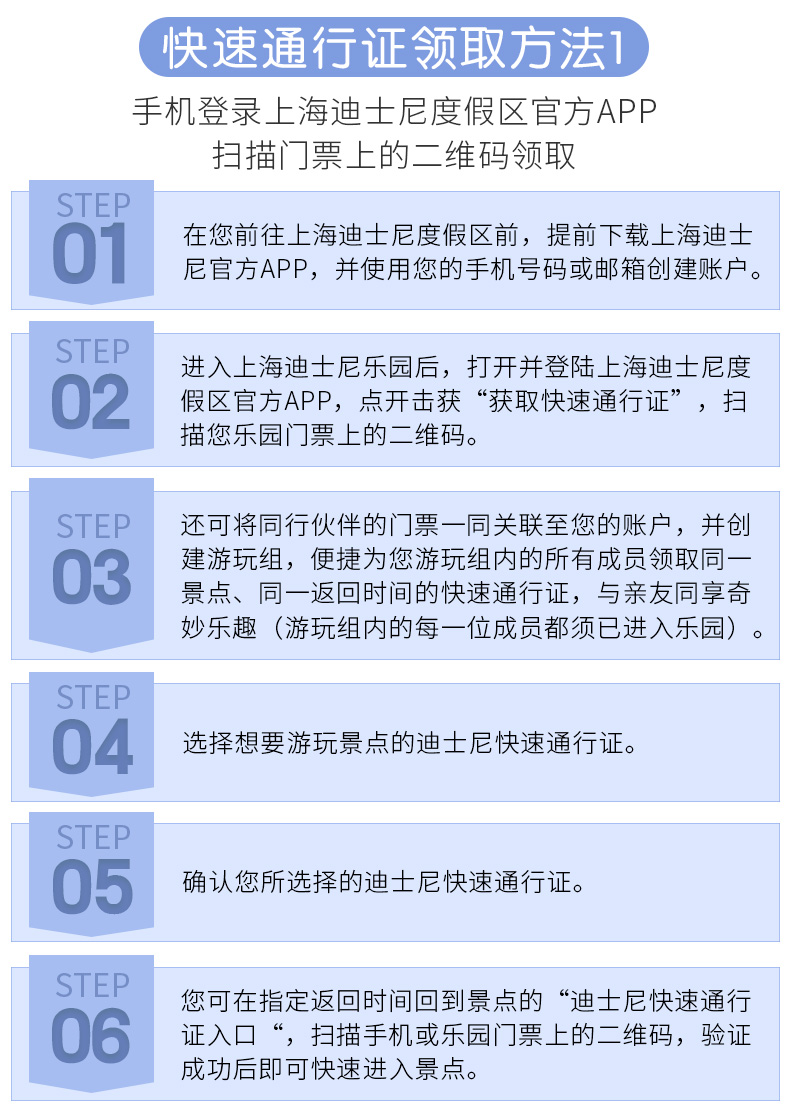 快速通行证领取方法1
手机登录上海迪士尼度假区官方APP
扫描门票上的二维码领取
STEP
01
在您前往上海迪士尼度假区前，提前下载上海迪士
尼官方APP，并使用您的手机号码或邮箱创建账户。
STEP
02
进入上海迪士尼乐园后，打开并登陆上海迪士尼度
假区官方APP，点开击获“获取快速通行证”，扫
描您乐园门票上的二维码。
STEP
03
还可将同行伙伴的门票一同关联至您的账户，并创
建游玩组，便捷为您游玩组内的所有成员领取同一
景点、同一返回时间的快速通行证，与亲友同享奇
妙乐趣（游玩组内的每一位成员都须已进入乐园）。
STEP
04
选择想要游玩景点的迪士尼快速通行证。
STEP
05
确认您所选择的迪士尼快速通行证。
STEP
06
您可在指定返回时间回到景点的“迪士尼快速通行
证入口“，扫描手机或乐园门票上的二维码，验证
成功后即可快速进入景点。